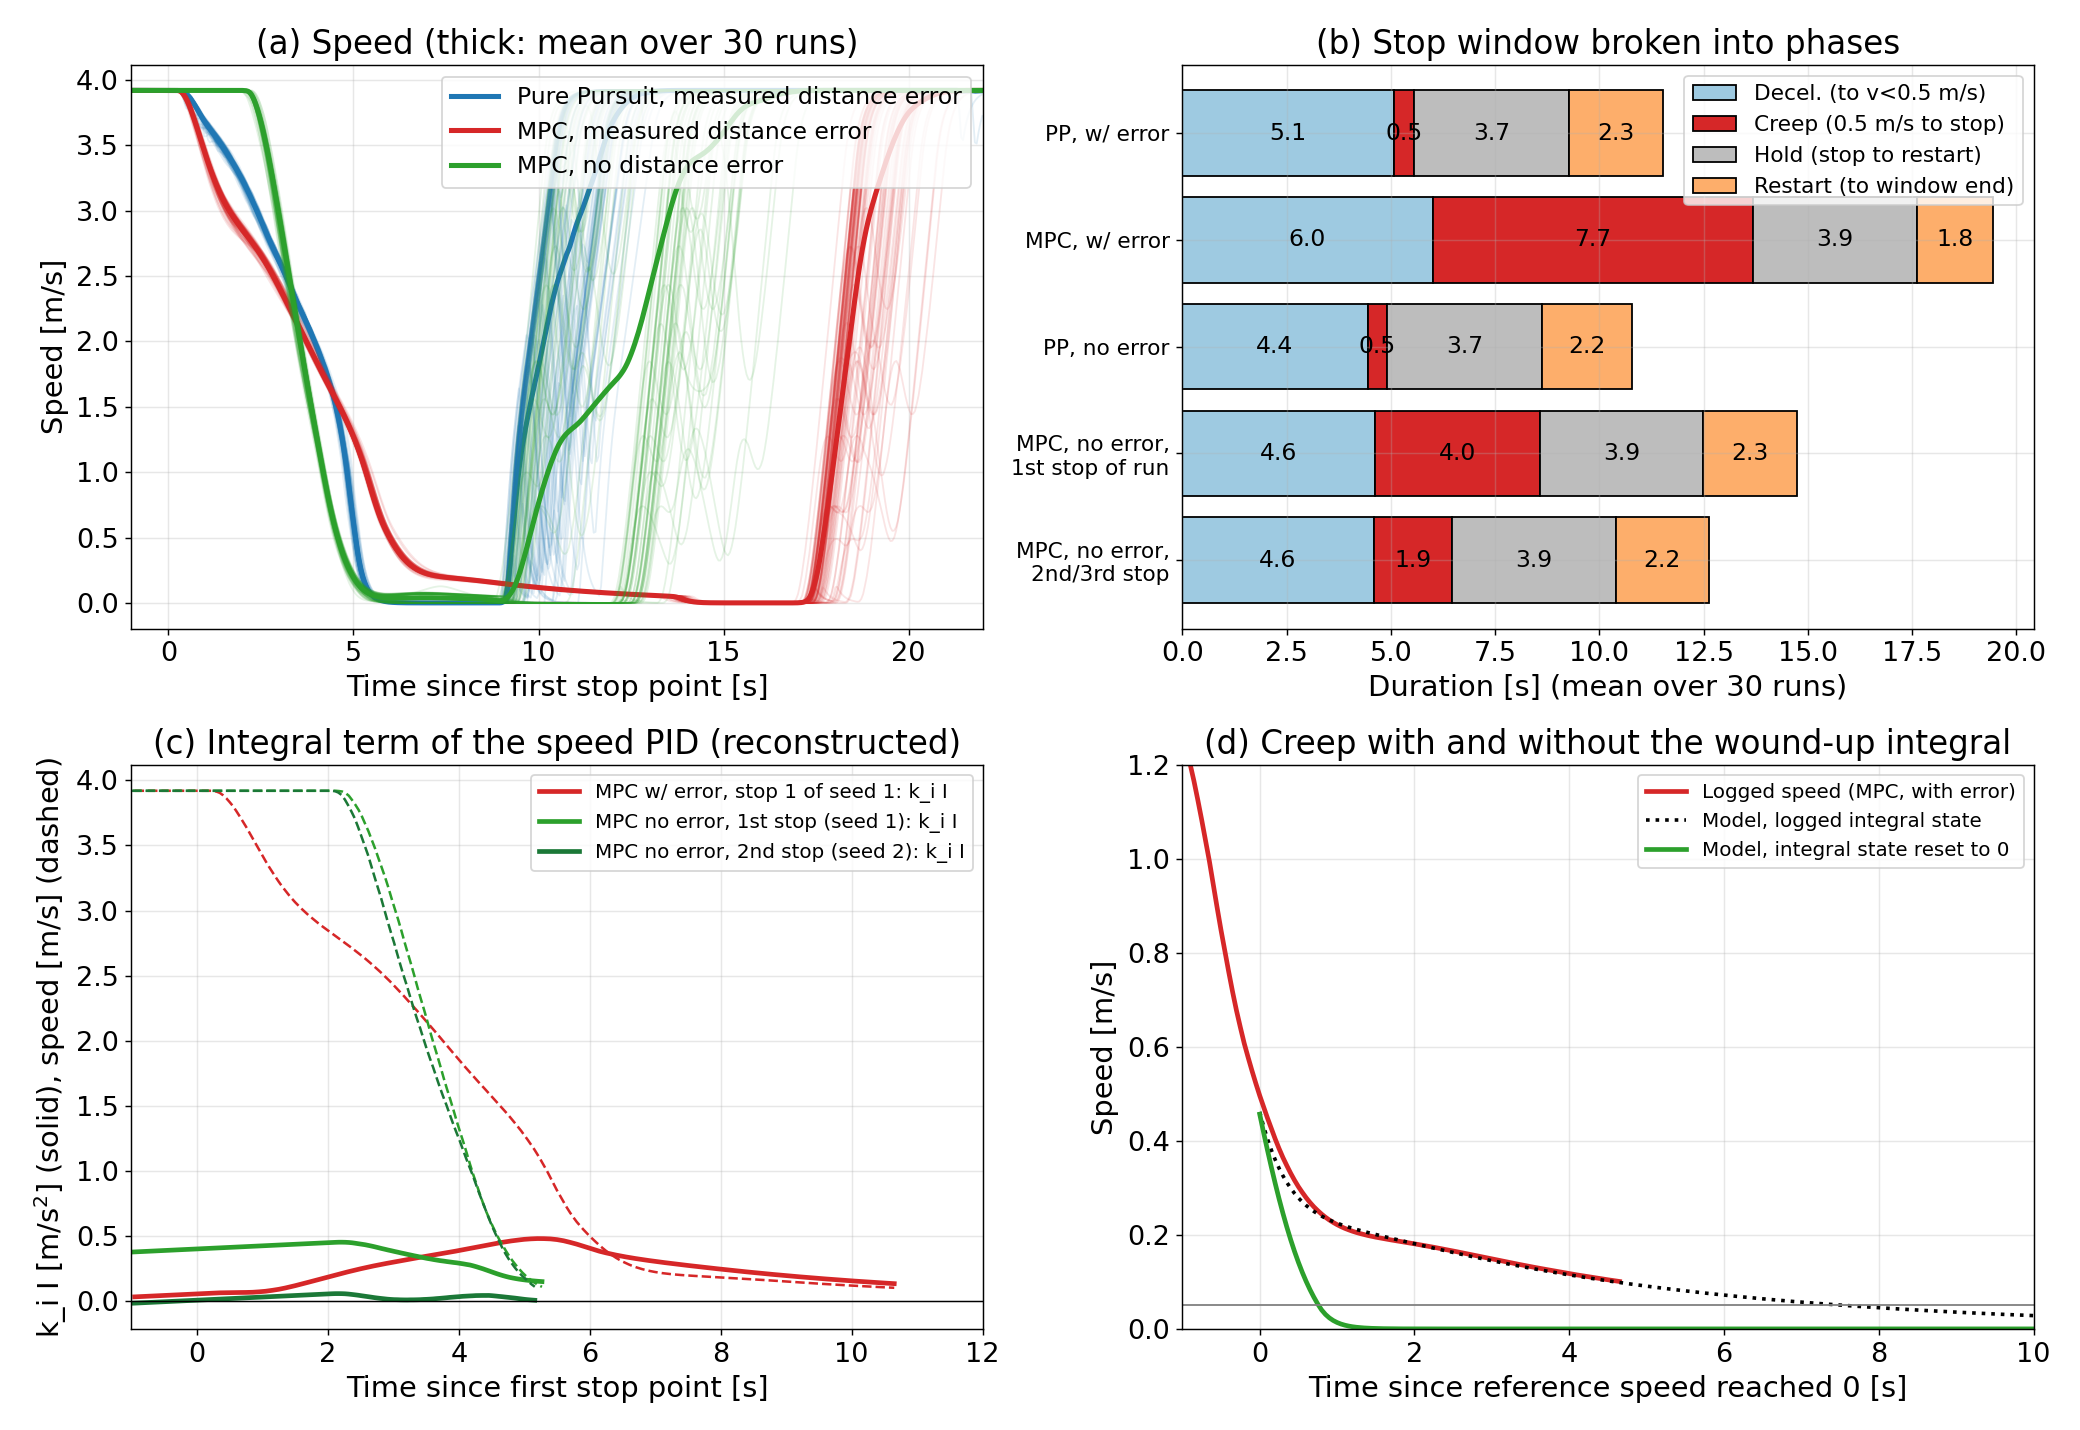 (a) Speed (thick: mean over 30 runs)
Speed [m/s]
4.0
3.5
3.0
2.5
2.0
1.5
1.0
0.5
0.0
Pure Pursuit, measured distance error
MPC, measured distance error
MPC, no distance error
0 5 10 15 20
Time since first stop point [s]
(b) Stop window broken into phases
Decel. (to v<0.5 m/s)
Creep (0.5 m/s to stop)
Hold (stop to restart)
Restart (to window end)
PP, w/ error
5.1 0.5 3.7 2.3
MPC, w/ error
6.0 7.7 3.9 1.8
PP, no error
4.4 0.5 3.7 2.2
MPC, no error,
1st stop of run
4.6 4.0 3.9 2.3
MPC, no error,
2nd/3rd stop
4.6 1.9 3.9 2.2
0.0 2.5 5.0 7.5 10.0 12.5 15.0 17.5 20.0
Duration [s] (mean over 30 runs)
(c) Integral term of the speed PID (reconstructed)
k_i I [m/s²] (solid), speed [m/s] (dashed)
4.0
3.5
3.0
2.5
2.0
1.5
1.0
0.5
0.0
MPC w/ error, stop 1 of seed 1: k_i I
MPC no error, 1st stop (seed 1): k_i I
MPC no error, 2nd stop (seed 2): k_i I
0 2 4 6 8 10 12
Time since first stop point [s]
(d) Creep with and without the wound-up integral
Speed [m/s]
1.2
1.0
0.8
0.6
0.4
0.2
0.0
Logged speed (MPC, with error)
Model, logged integral state
Model, integral state reset to 0
0 2 4 6 8 10
Time since reference speed reached 0 [s]